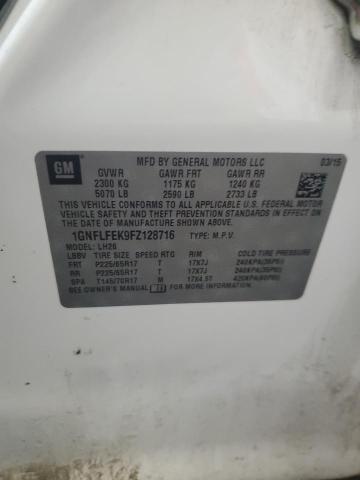 GM
MFD BY GENERAL MOTORS LLC 03/15
GVWR GAWR FRT GAWR RR
2300 KG 1175 KG 1240 KG
5070 LB 2590 LB 2733 LB
THIS VEHICLE CONFORMS TO ALL APPLICABLE U.S. FEDERAL MOTOR
VEHICLE SAFETY AND THEFT PREVENTION STANDARDS IN EFFECT ON THE
DATE OF MANUFACTURE SHOWN ABOVE.
1GNFLFEK9FZ128716 TYPE: M.P.V.
MODEL: LH26
LBBV TIRE SIZE SPEED RTG RIM COLD TIRE PRESSURE
FRT P225/65R17 T 17X7J 240KPA(35PSI)
RR P225/65R17 T 17X7J 240KPA(35PSI)
SPA T145/70R17 M 17X4.5T 420KPA(60PSI)
SEE OWNER'S MANUAL FOR ADDITIONAL INFORMATION